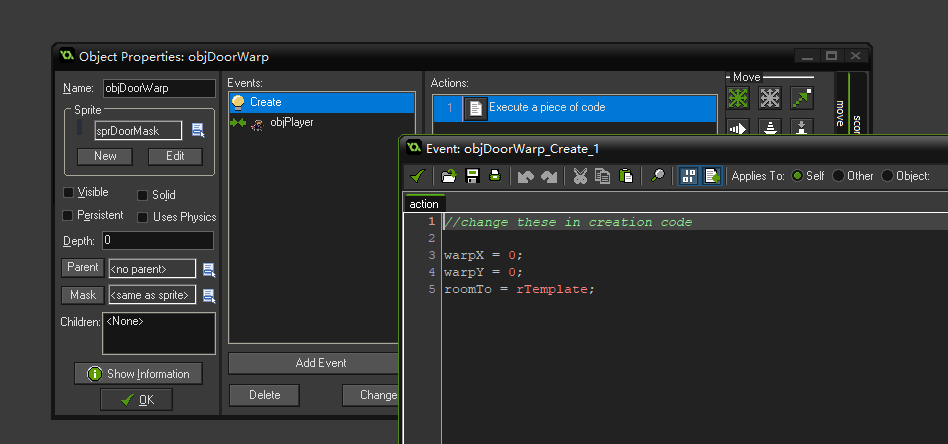 Object Properties: objDoorWarp
Name: objDoorWarp
Sprite
sprDoorMask
New Edit
Visible Solid
Persistent Uses Physics
Depth: 0
Parent <no parent>
Mask <same as sprite>
Children: <None>
Show Information
OK
Events:
Create
objPlayer
Add Event
Delete Change
Actions:
1 Execute a piece of code
Move
move
scor
Event: objDoorWarp_Create_1
Applies To: Self Other Object:
action
1 //change these in creation code
2
3 warpX = 0;
4 warpY = 0;
5 roomTo = rTemplate;